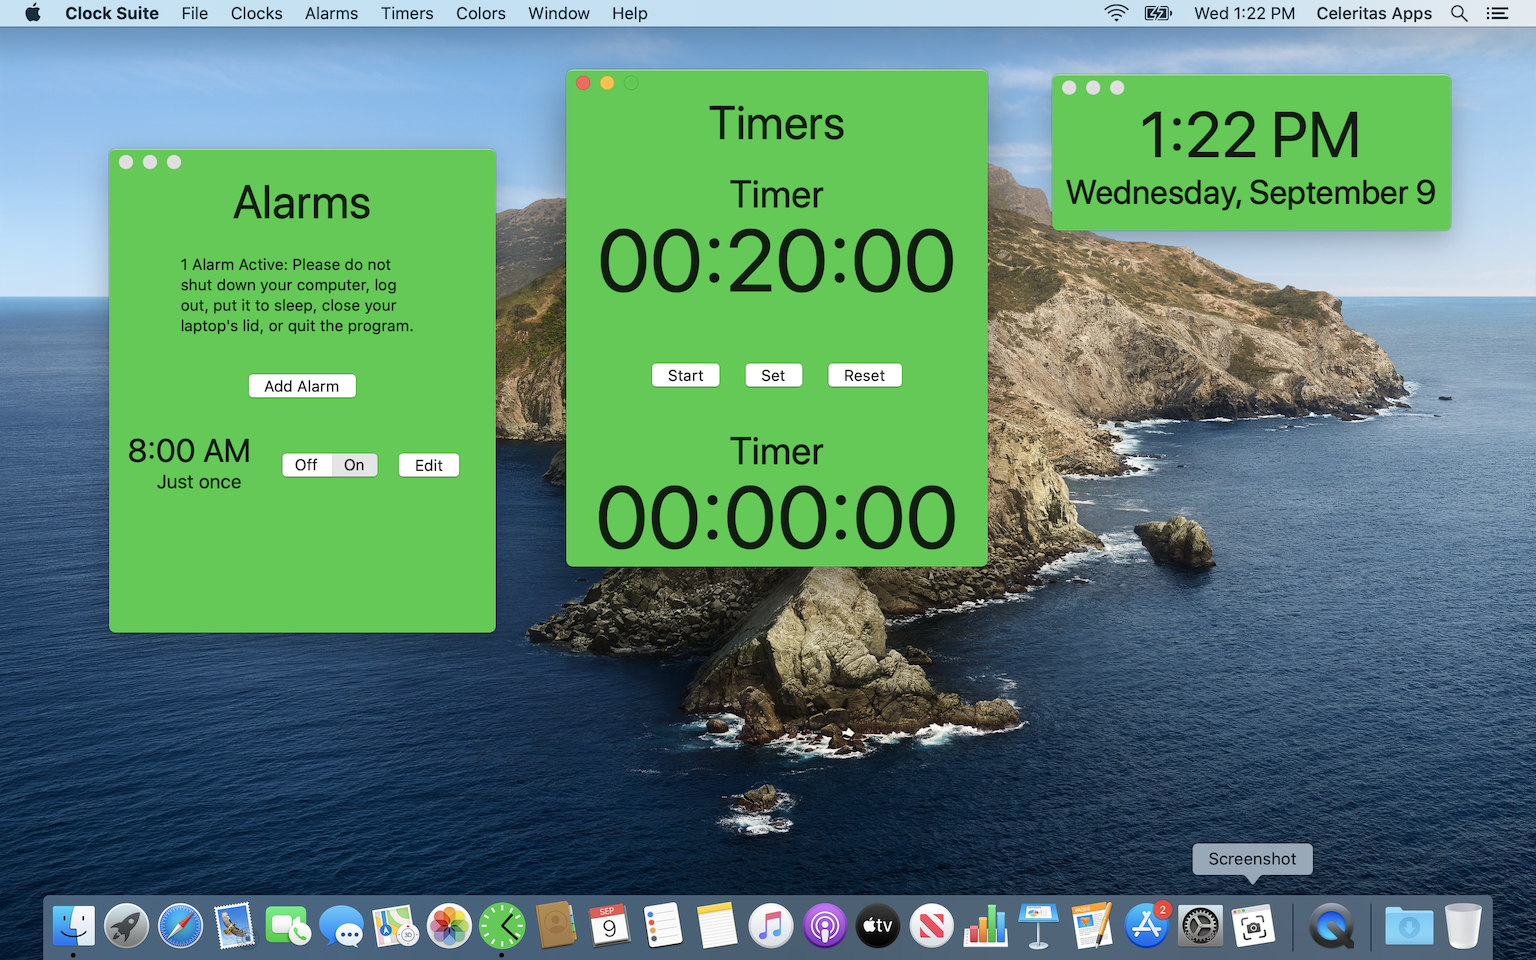 Clock Suite File Clocks Alarms Timers Colors Window Help Wed 1:22 PM Celeritas Apps
Alarms
1 Alarm Active: Please do not
shut down your computer, log
out, put it to sleep, close your
laptop's lid, or quit the program.
Add Alarm
8:00 AM
Just once
Off On Edit
Timers
Timer
00:20:00
Start Set Reset
Timer
00:00:00
1:22 PM
Wednesday, September 9
Screenshot
SEP
9
tv
PAGES
2
3D